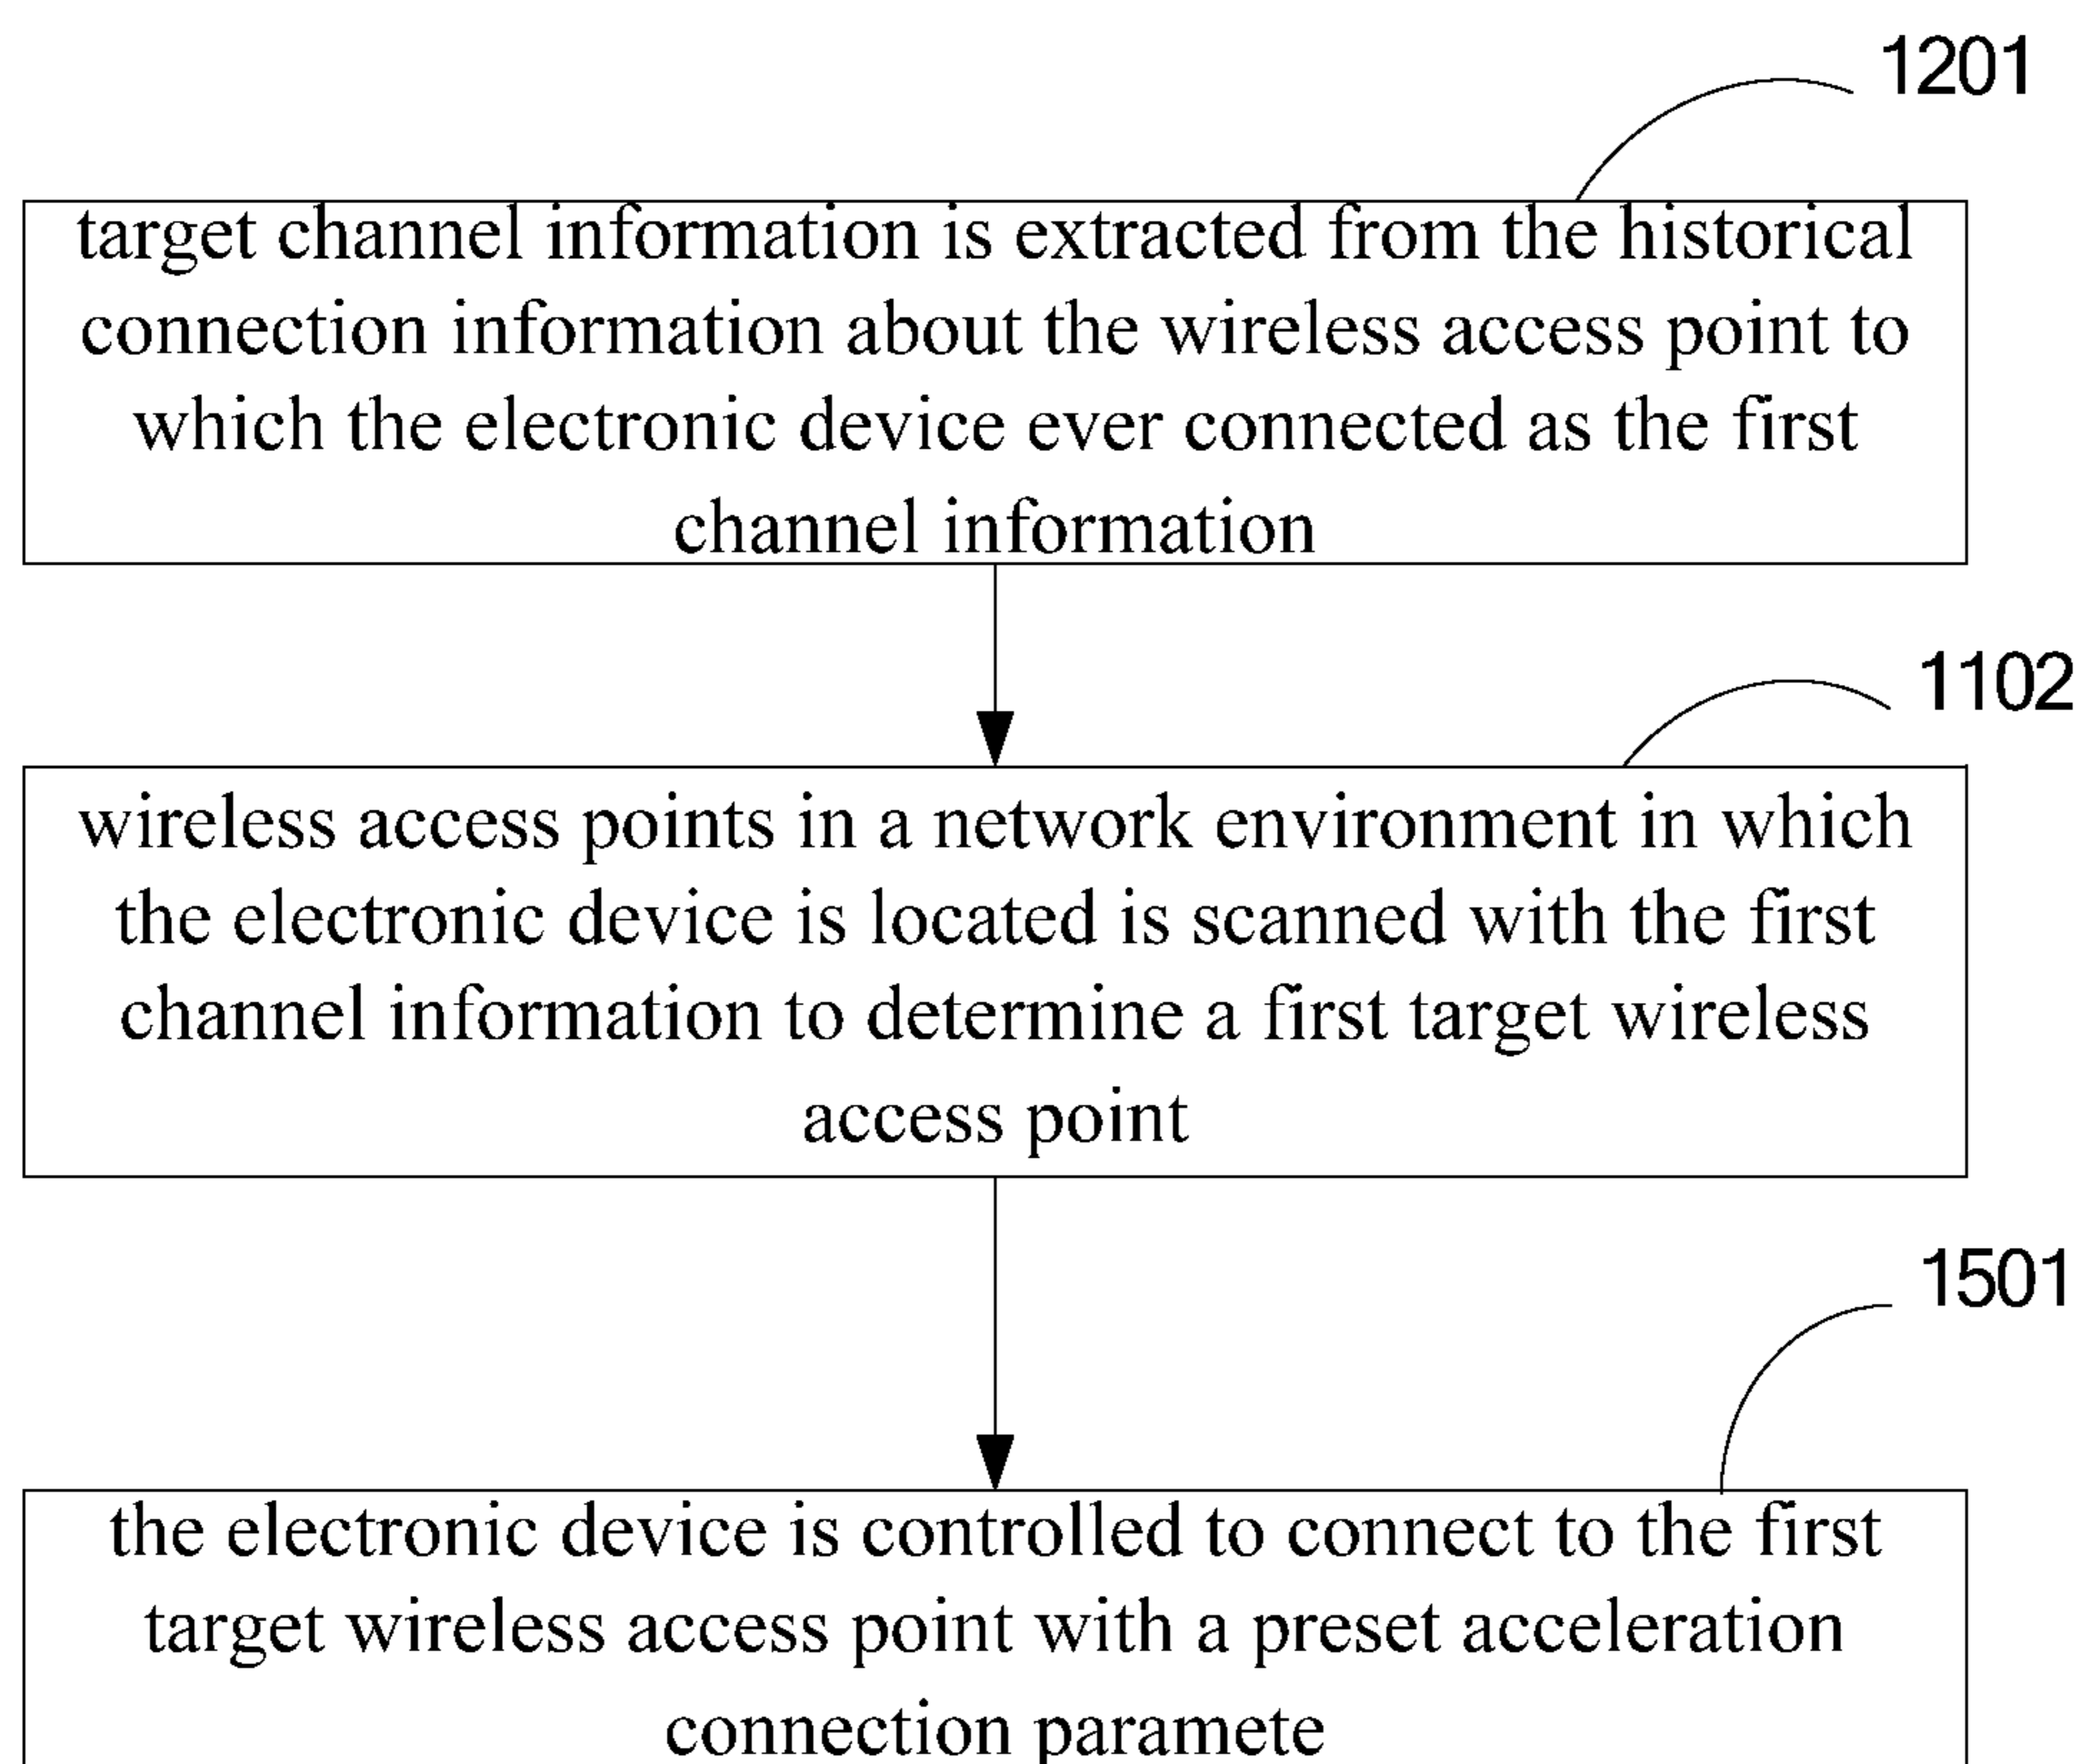 1201
target channel information is extracted from the historical
connection information about the wireless access point to
which the electronic device ever connected as the first
channel information
1102
wireless access points in a network environment in which
the electronic device is located is scanned with the first
channel information to determine a first target wireless
access point
1501
the electronic device is controlled to connect to the first
target wireless access point with a preset acceleration
connection paramete